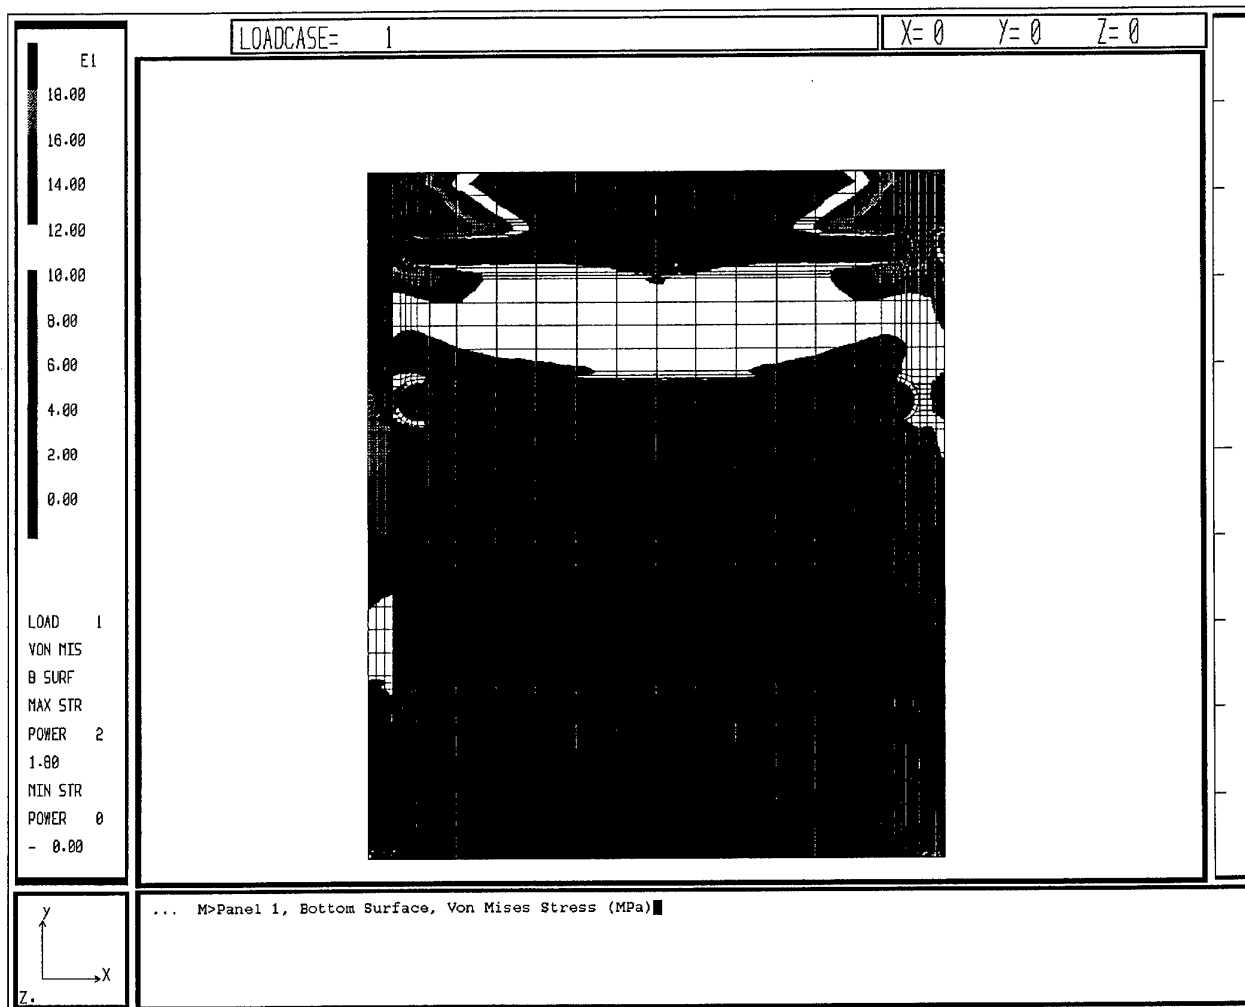 LOADCASE= 1
X= 0 Y= 0 Z= 0
E1
18.00
16.00
14.00
12.00
10.00
8.00
6.00
4.00
2.00
0.00
LOAD 1
VON MIS
B SURF
MAX STR
POWER 2
1.80
MIN STR
POWER 0
- 0.00
y
X
Z.
... M>Panel 1, Bottom Surface, Von Mises Stress (MPa)